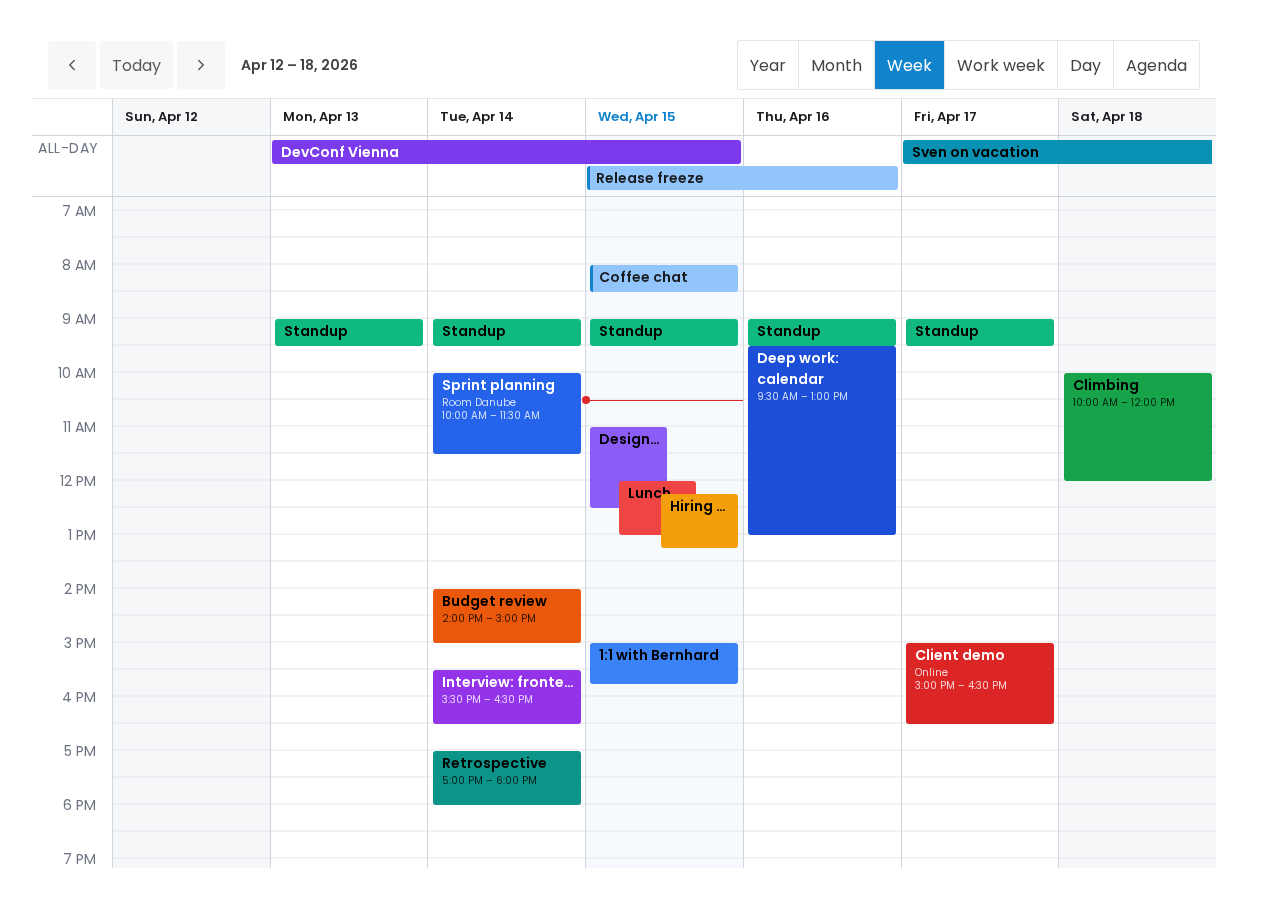 Today
Apr 12 – 18, 2026
Year
Month
Week
Work week
Day
Agenda
Sun, Apr 12
Mon, Apr 13
Tue, Apr 14
Wed, Apr 15
Thu, Apr 16
Fri, Apr 17
Sat, Apr 18
ALL-DAY
DevConf Vienna
Sven on vacation
Release freeze
7 AM
8 AM
Coffee chat
9 AM
Standup
Standup
Standup
Standup
Standup
Deep work:
calendar
9:30 AM – 1:00 PM
10 AM
Sprint planning
Room Danube
10:00 AM – 11:30 AM
Climbing
10:00 AM – 12:00 PM
11 AM
Design…
12 PM
Lunch
Hiring …
1 PM
2 PM
Budget review
2:00 PM – 3:00 PM
3 PM
1:1 with Bernhard
Client demo
Online
3:00 PM – 4:30 PM
Interview: fronte…
3:30 PM – 4:30 PM
4 PM
5 PM
Retrospective
5:00 PM – 6:00 PM
6 PM
7 PM